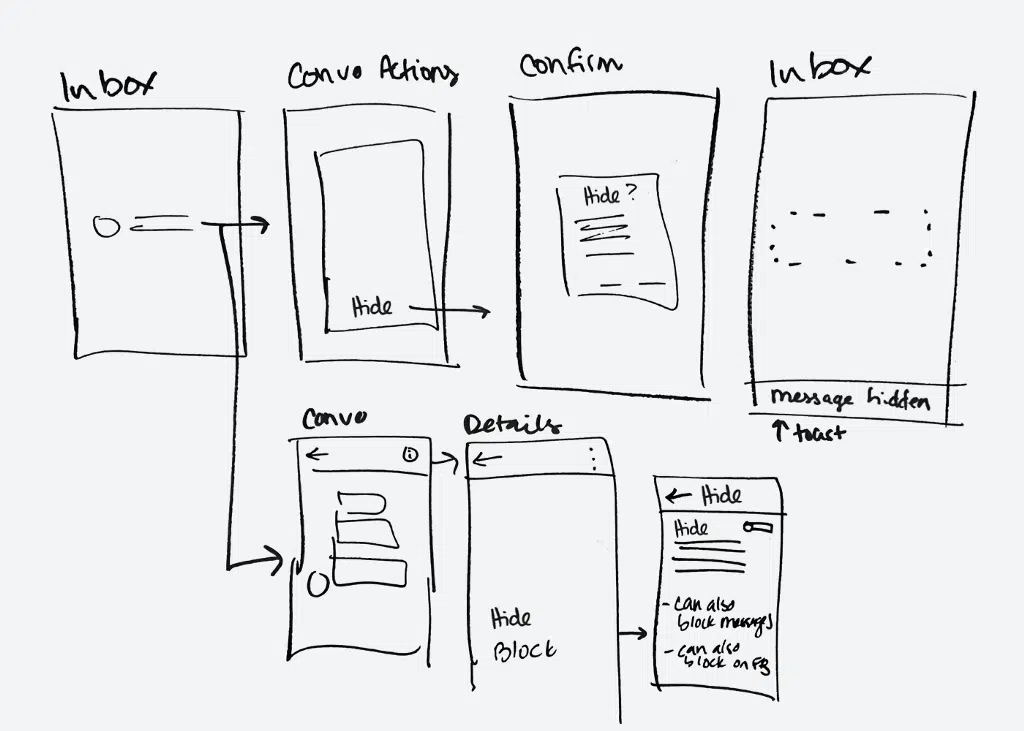 Inbox
Convo Actions
Confirm
Inbox
Hide?
Hide
message hidden
↑ toast
Convo
Details
i
Hide
Hide
Hide
Block
- can also
block messages
- can also
block on FB